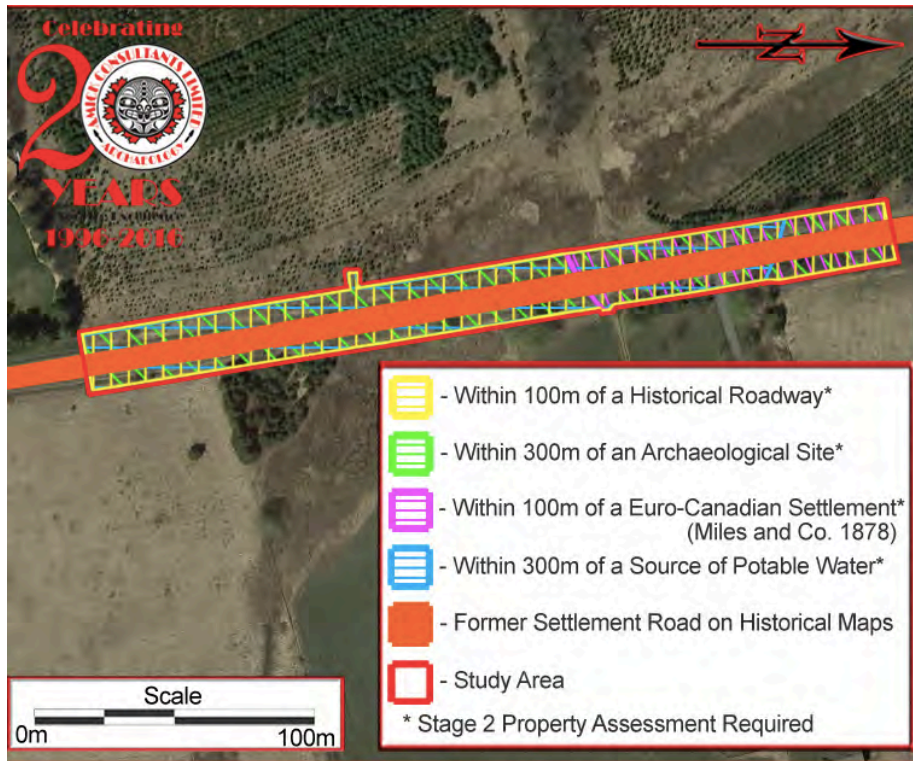 Celebrating
20
AMICK CONSULTANTS LIMITED
ARCHAEOLOGY
YEARS
1996-2016
N
- Within 100m of a Historical Roadway*
- Within 300m of an Archaeological Site*
- Within 100m of a Euro-Canadian Settlement*
(Miles and Co. 1878)
- Within 300m of a Source of Potable Water*
- Former Settlement Road on Historical Maps
- Study Area
* Stage 2 Property Assessment Required
Scale
0m
100m